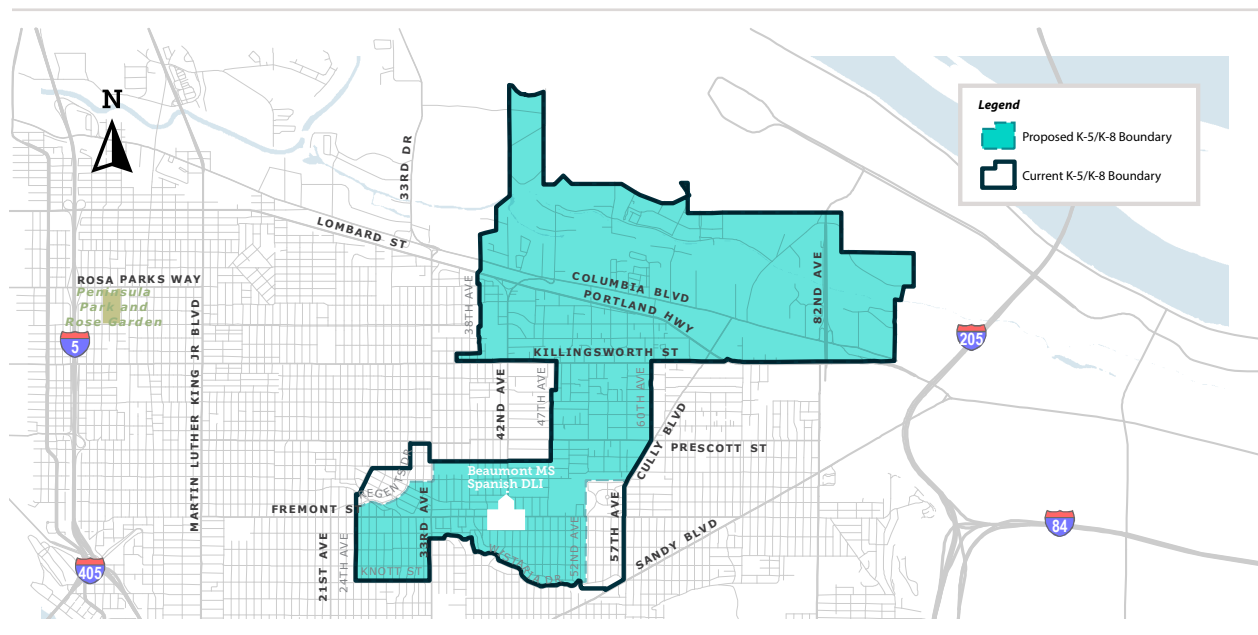 N
33RD DR
Legend
Proposed K-5/K-8 Boundary
Current K-5/K-8 Boundary
LOMBARD ST
ROSA PARKS WAY
Peninsula
Park and
Rose Garden
5
MARTIN LUTHER KING JR BLVD
38TH AVE
COLUMBIA BLVD
PORTLAND HWY
82ND AVE
205
KILLINGSWORTH ST
42ND AVE
47TH AVE
60TH AVE
CULLY BLVD
PRESCOTT ST
REGENTS DR
Beaumont MS
Spanish DLI
FREMONT ST
33RD AVE
WISTERIA DR
52ND AVE
57TH AVE
SANDY BLVD
84
21ST AVE
24TH AVE
KNOTT ST
405